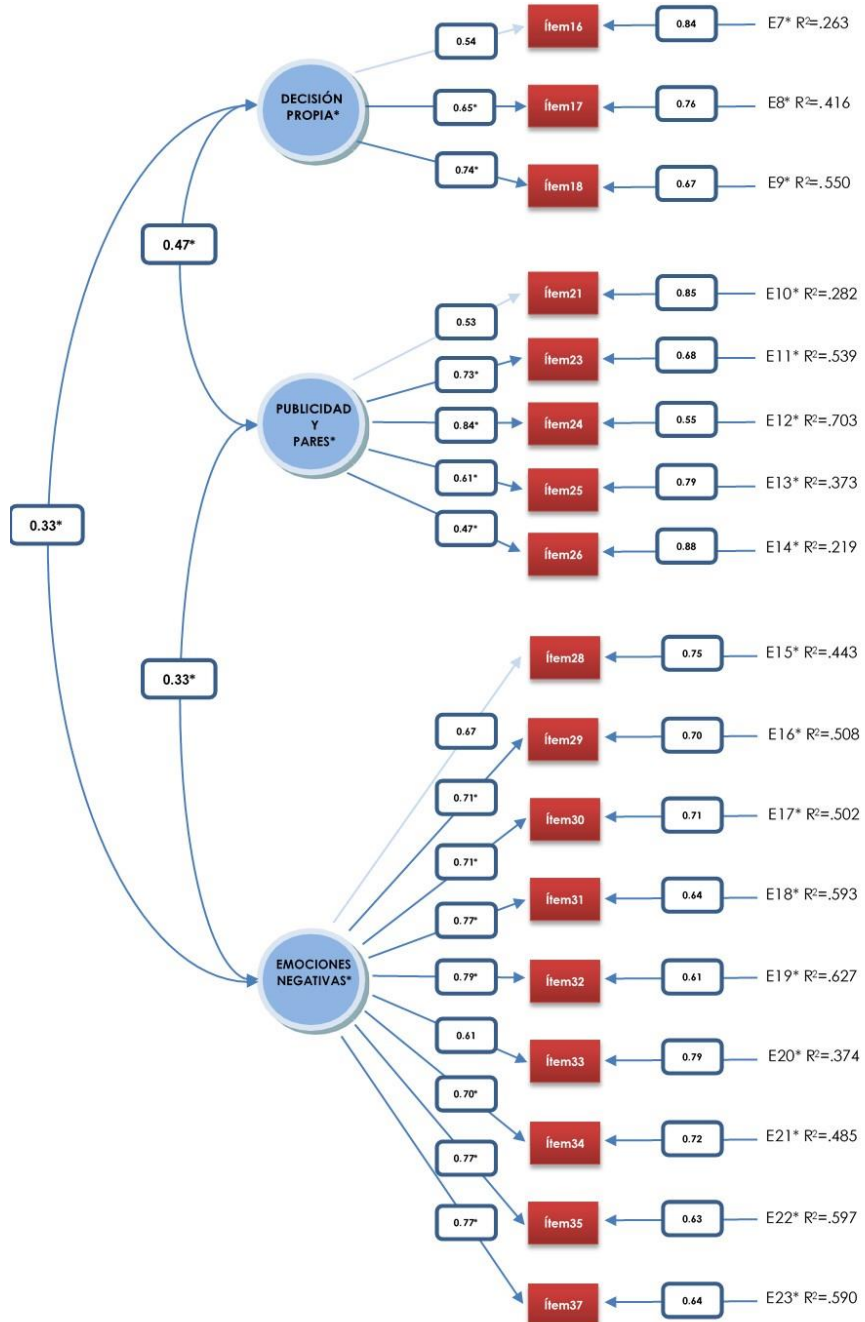 0.54
Ítem16
0.84
E7* R²=.263
DECISIÓN
PROPIA*
0.65*
Ítem17
0.76
E8* R²=.416
0.74*
Ítem18
0.67
E9* R²=.550
0.47*
Ítem21
0.85
E10* R²=.282
0.53
Ítem23
0.68
E11* R²=.539
0.73*
PUBLICIDAD
Y
PARES*
0.84*
Ítem24
0.55
E12* R²=.703
0.61*
Ítem25
0.79
E13* R²=.373
0.33*
0.47*
Ítem26
0.88
E14* R²=.219
0.33*
Ítem28
0.75
E15* R²=.443
0.67
Ítem29
0.70
E16* R²=.508
0.71*
Ítem30
0.71
E17* R²=.502
0.71*
Ítem31
0.64
E18* R²=.593
0.77*
EMOCIONES
NEGATIVAS*
0.79*
Ítem32
0.61
E19* R²=.627
0.61
Ítem33
0.79
E20* R²=.374
0.70*
Ítem34
0.72
E21* R²=.485
0.77*
Ítem35
0.63
E22* R²=.597
0.77*
Ítem37
0.64
E23* R²=.590